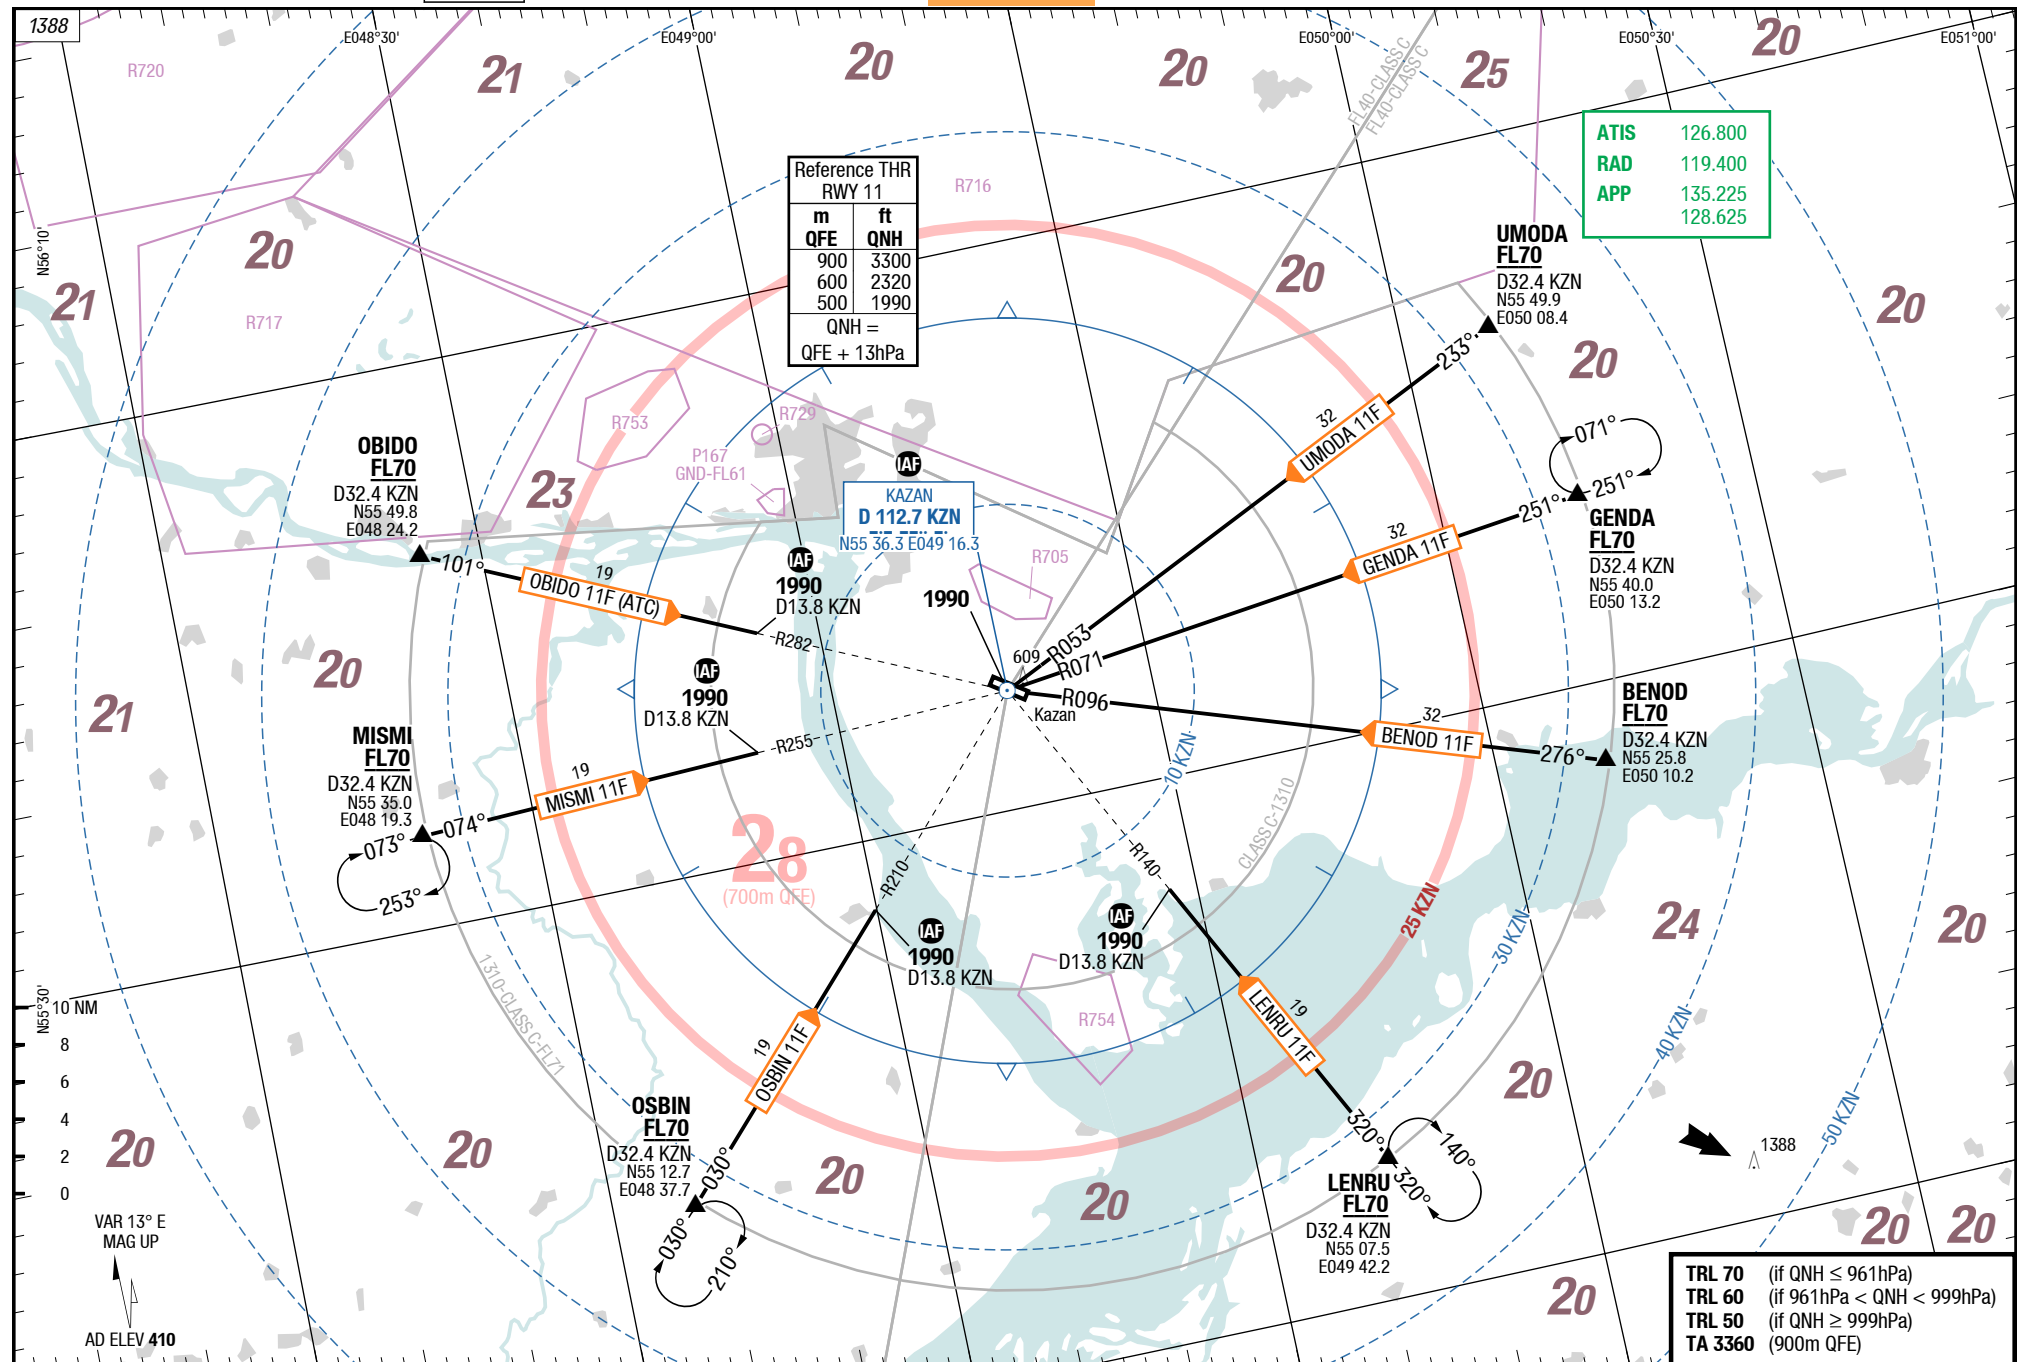 1388
E048°30'
E049°00'
E050°00'
E050°30'
E051°00'
R720
21
20
20
25
20
FL40-CLASS C
FL40-CLASS C
ATIS 126.800
RAD 119.400
APP 135.225
128.625
Reference THR
RWY 11
m ft
QFE QNH
900 3300
600 2320
500 1990
QNH =
QFE + 13hPa
R716
N56°10'
20
21
R717
20
20
20
UMODA
FL70
D32.4 KZN
N55 49.9
E050 08.4
233°
32
UMODA 11F
R753
R729
P167
GND-FL61
IAF
KAZAN
D 112.7 KZN
N55 36.3 E049 16.3
OBIDO
FL70
D32.4 KZN
N55 49.8
E048 24.2
101°
19
OBIDO 11F (ATC)
23
IAF
1990
D13.8 KZN
R282
1990
R705
071°
251°
251°
GENDA
FL70
D32.4 KZN
N55 40.0
E050 13.2
32
GENDA 11F
R053
R071
R096
609
Kazan
20
21
IAF
1990
D13.8 KZN
R255
MISMI
FL70
D32.4 KZN
N55 35.0
E048 19.3
074°
073°
253°
19
MISMI 11F
32
BENOD 11F
276°
BENOD
FL70
D32.4 KZN
N55 25.8
E050 10.2
10 KZN
CLASS C-1310
28
(700m QFE)
R210
R140
IAF
1990
D13.8 KZN
IAF
1990
D13.8 KZN
25 KZN
30 KZN
40 KZN
50 KZN
24
20
1310-CLASS C-FL71
R754
N55°30'
10 NM
8
6
4
2
0
19
OSBIN 11F
19
LENRU 11F
OSBIN
FL70
D32.4 KZN
N55 12.7
E048 37.7
030°
030°
210°
320°
140°
320°
LENRU
FL70
D32.4 KZN
N55 07.5
E049 42.2
20
20
20
20
20
20
20
20
1388
VAR 13° E
MAG UP
AD ELEV 410
TRL 70 (if QNH ≤ 961hPa)
TRL 60 (if 961hPa < QNH < 999hPa)
TRL 50 (if QNH ≥ 999hPa)
TA 3360 (900m QFE)